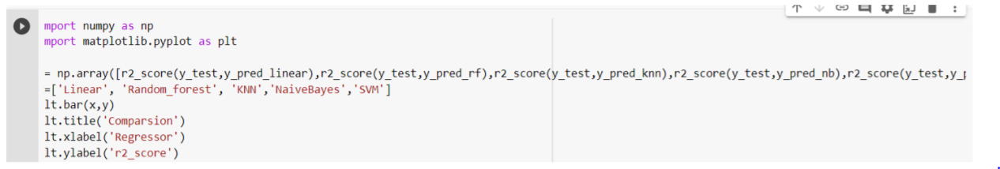 mport numpy as np
mport matplotlib.pyplot as plt
= np.array([r2_score(y_test,y_pred_linear),r2_score(y_test,y_pred_rf),r2_score(y_test,y_pred_knn),r2_score(y_test,y_pred_nb),r2_score(y_test,y_p
=['Linear', 'Random_forest', 'KNN','NaiveBayes','SVM']
lt.bar(x,y)
lt.title('Comparsion')
lt.xlabel('Regressor')
lt.ylabel('r2_score')